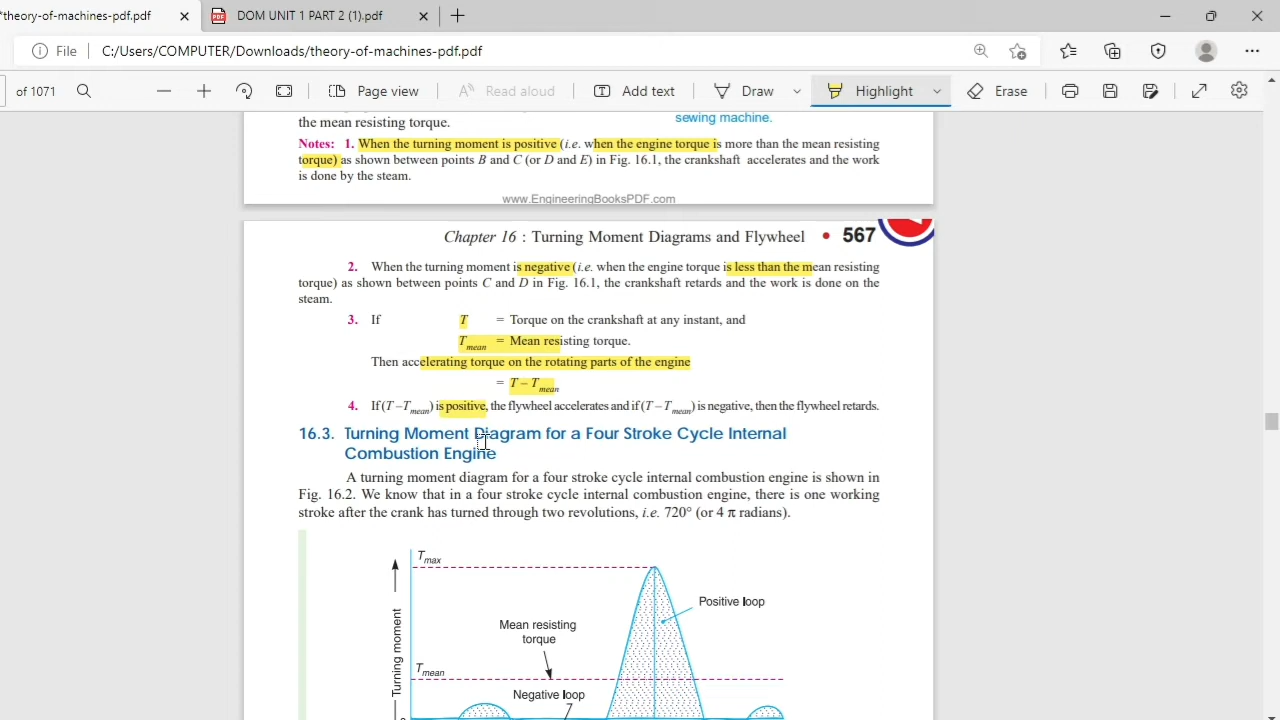 *theory-of-machines-pdf.pdf
DOM UNIT 1 PART 2 (1).pdf
File C:/Users/COMPUTER/Downloads/theory-of-machines-pdf.pdf
of 1071 Page view Read aloud Add text Draw Highlight Erase
the mean resisting torque.
sewing machine.
Notes: 1. When the turning moment is positive (i.e. when the engine torque is more than the mean resisting
torque) as shown between points B and C (or D and E) in Fig. 16.1, the crankshaft accelerates and the work
is done by the steam.
www.EngineeringBooksPDF.com
Chapter 16 : Turning Moment Diagrams and Flywheel • 567
2. When the turning moment is negative (i.e. when the engine torque is less than the mean resisting
torque) as shown between points C and D in Fig. 16.1, the crankshaft retards and the work is done on the
steam.
3. If T = Torque on the crankshaft at any instant, and
Tmean = Mean resisting torque.
Then accelerating torque on the rotating parts of the engine
= T – Tmean
4. If (T –Tmean) is positive, the flywheel accelerates and if (T – Tmean) is negative, then the flywheel retards.
16.3. Turning Moment Diagram for a Four Stroke Cycle Internal
Combustion Engine
A turning moment diagram for a four stroke cycle internal combustion engine is shown in
Fig. 16.2. We know that in a four stroke cycle internal combustion engine, there is one working
stroke after the crank has turned through two revolutions, i.e. 720° (or 4 π radians).
Tmax
Positive loop
Mean resisting
torque
Turning moment
Tmean
Negative loop